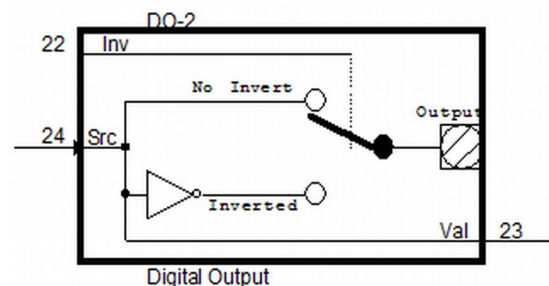 DO-2
22 Inv
No Invert
Output
24 Src
Inverted
Val 23
Digital Output